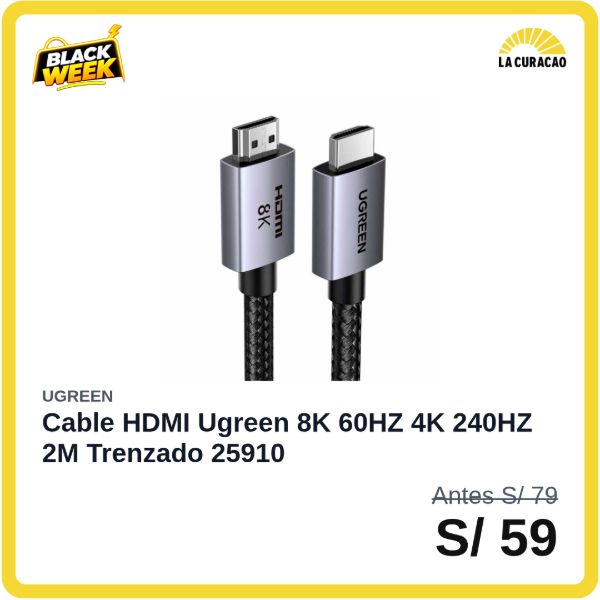 BLACK
WEEK
LA CURACAO
HDMI
8K
UGREEN
UGREEN
Cable HDMI Ugreen 8K 60HZ 4K 240HZ
2M Trenzado 25910
Antes S/ 79
S/ 59